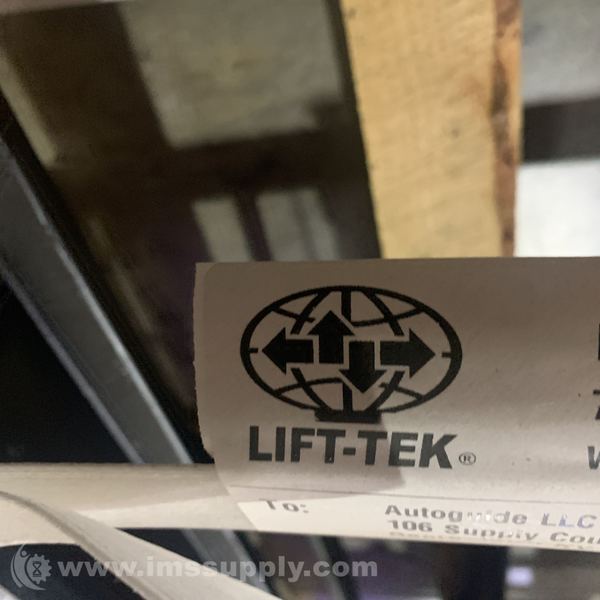 LIFT-TEK®
To:
Autoguide LLC
106 Supply
www.imssupply.com